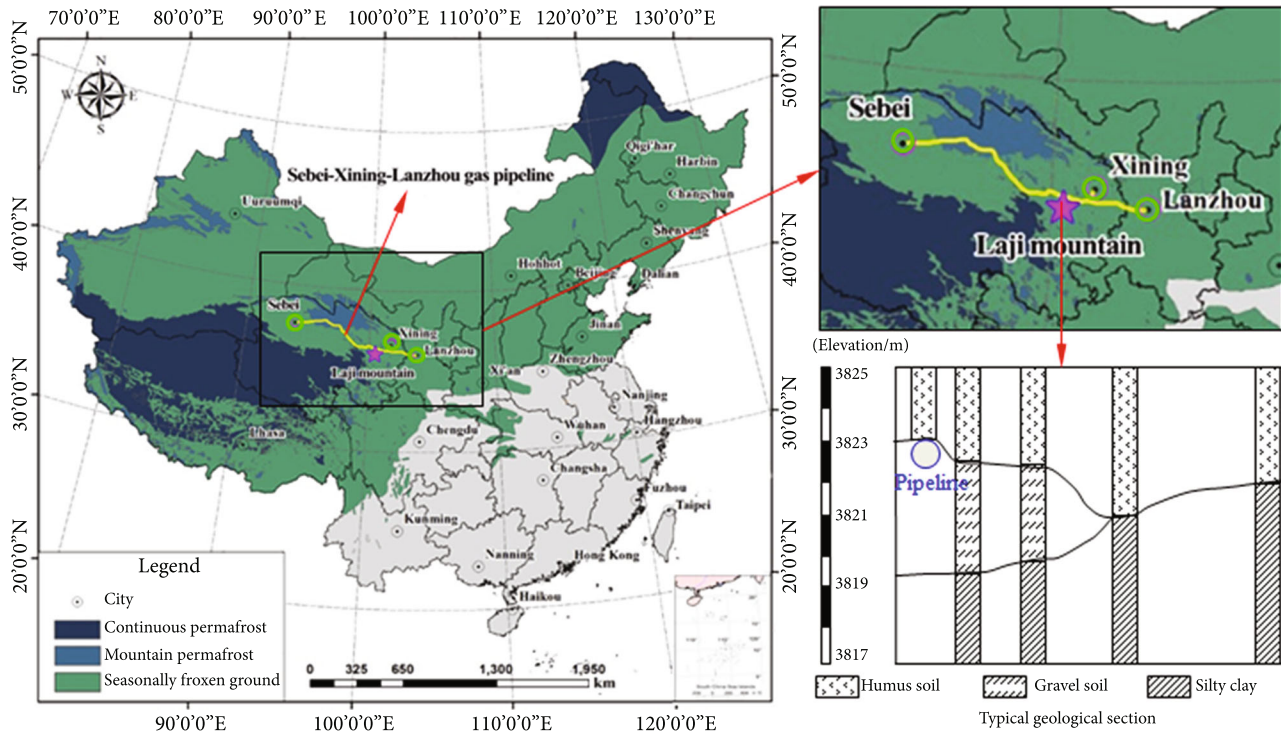 70°0'0"E 80°0'0"E 90°0'0"E 100°0'0"E 110°0'0"E 120°0'0"E 130°0'0"E
50°0'0"N
40°0'0"N
30°0'0"N
20°0'0"N
50°0'0"N
40°0'0"N
30°0'0"N
20°0'0"N
90°0'0"E 100°0'0"E 110°0'0"E 120°0'0"E
N
W E
S
Sebei-Xining-Lanzhou gas pipeline
Uuruumqi
Qiqi'har
Harbin
Changchun
Shenyang
Hohhot
Beijing
Dalian
Sebei
Xining
Lanzhou
Laji mountain
Jinan
Xi'an
Zhengzhou
Nanjing
Hangzhou
Lhasa
Chengdu
Wuhan
Changsha
Fuzhou
Taipei
Kunming
Nanning
Hong Kong
Haikou
Legend
City
Continuous permafrost
Mountain permafrost
Seasonally froxen ground
0 325 650 1,300 1,950
km
South China Sea Islands
Sebei
Xining
Lanzhou
Laji mountain
(Elevation/m)
3825
3823
3821
3819
3817
Pipeline
Humus soil Gravel soil Silty clay
Typical geological section